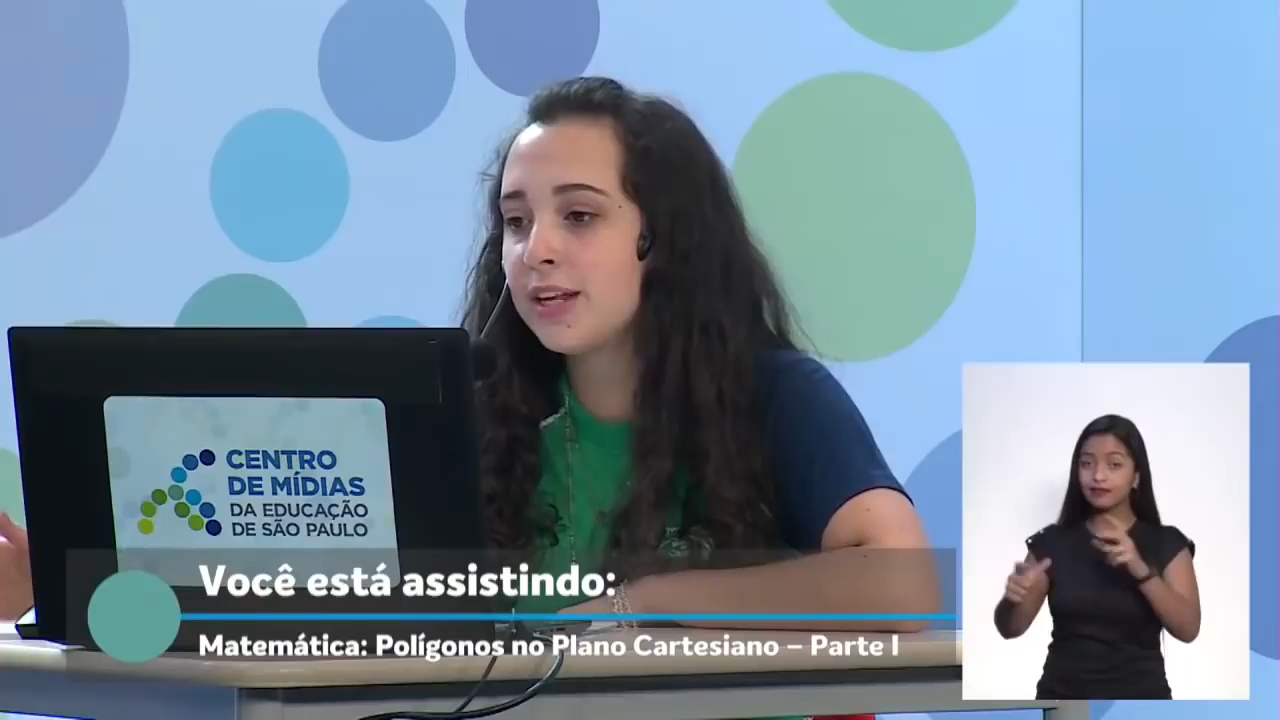 CENTRO
DE MÍDIAS
DA EDUCAÇÃO
DE SÃO PAULO
Você está assistindo:
Matemática: Polígonos no Plano Cartesiano – Parte I